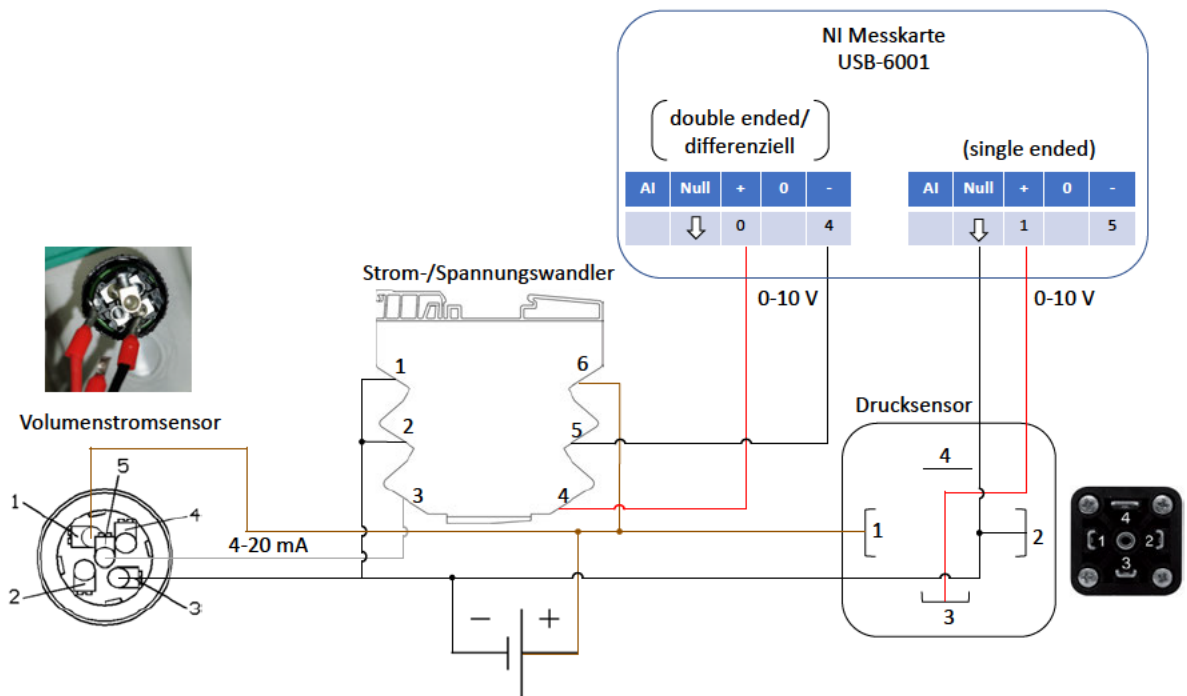 NI Messkarte
USB-6001
double ended/
differenziell
(single ended)
AI Null + 0 -
0 4
AI Null + 0 -
1 5
Strom-/Spannungswandler
0-10 V
0-10 V
1
6
2
5
3
4
Volumenstromsensor
1
5
4
2
3
4-20 mA
Drucksensor
4
1
2
3
4
1 2
3
− +